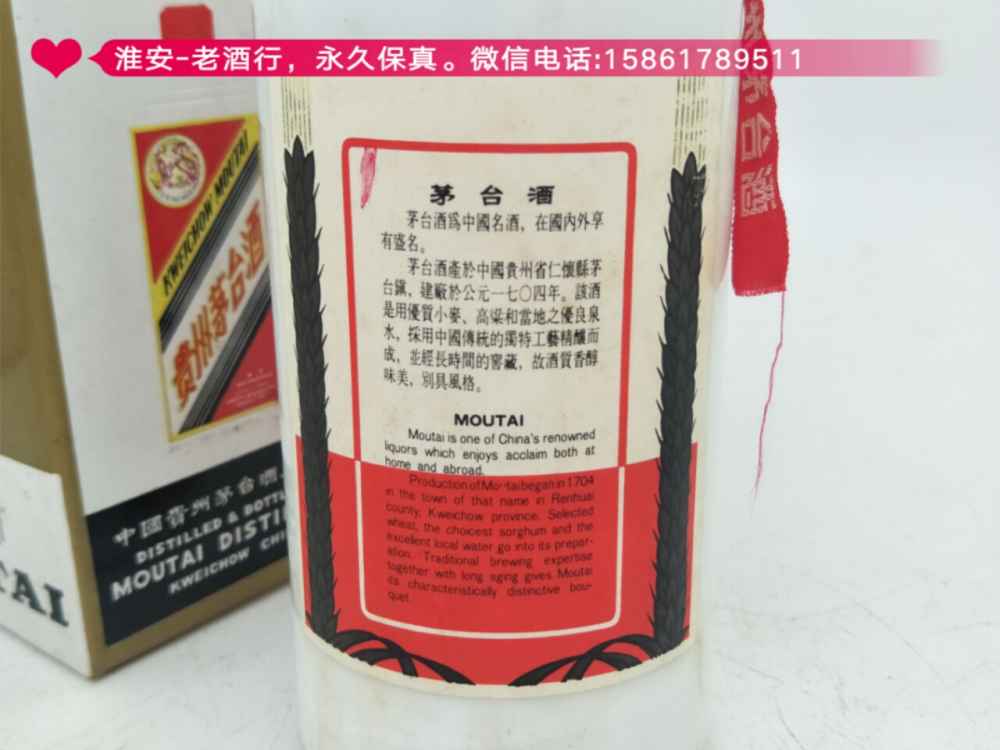 淮安-老酒行，永久保真。微信电话:15861789511
茅台酒
茅台酒爲中國名酒，在國內外享
有盛名。
茅台酒產於中國貴州省仁懷縣茅
台鎮，建廠於公元一七〇四年。該酒
是用優質小麥、高梁和當地之優良泉
水，採用中國傳統的獨特工藝精釀而
成，並經長時間的窖藏，故酒質香醇
味美，別具風格。
MOUTAI
Moutai is one of China's renowned
liquors which enjoys acclaim both at
home and abroad.
Production of Moutai began in 1704
in the town of that name in Renhuai
county, Kweichow province. Selected
wheat, the choicest sorghum and the
excellent local water go into its prepar-
ation. Traditional brewing expertise
together with long aging gives Moutai
its characteristically distinctive bou-
quet.
KWEICHOW MOUTAI
貴州茅台酒
中國貴州茅台酒
DISTILLED & BOTTL
MOUTAI DISTI
KWEICHOW CHI
TAI
茅台酒